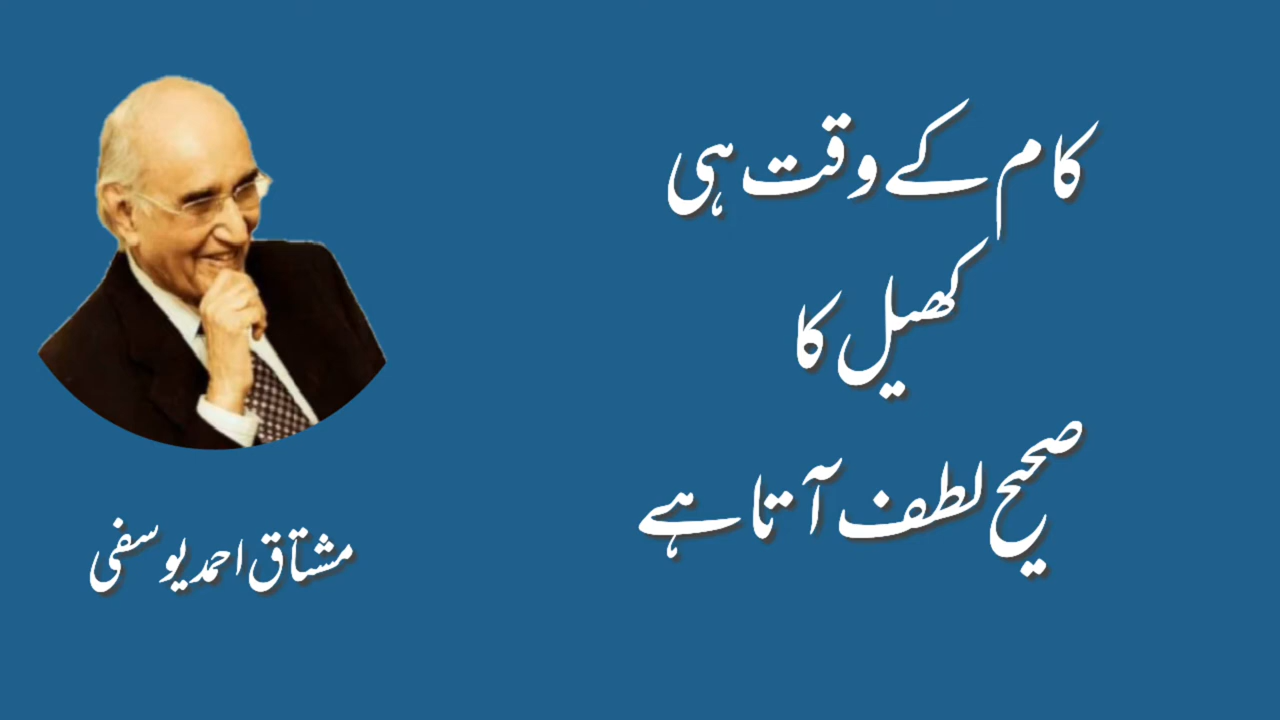 کام کے وقت ہی
کھیل کا
صحیح لطف آتا ہے
مشتاق احمد یوسفی